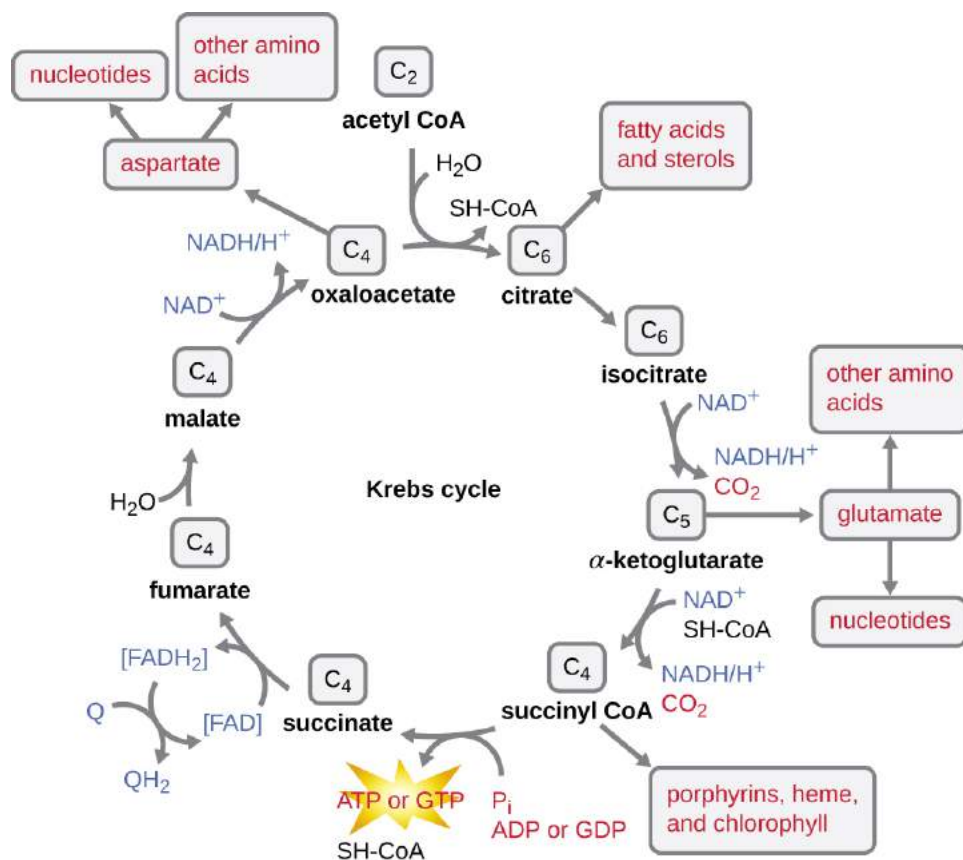 C2
acetyl CoA
nucleotides
other amino
acids
aspartate
H2O
SH-CoA
fatty acids
and sterols
NADH/H+
NAD+
C4
oxaloacetate
C6
citrate
C6
isocitrate
NAD+
NADH/H+
CO2
other amino
acids
C4
malate
H2O
Krebs cycle
C5
α-ketoglutarate
glutamate
nucleotides
C4
fumarate
NAD+
SH-CoA
NADH/H+
CO2
[FADH2]
[FAD]
Q
QH2
C4
succinate
C4
succinyl CoA
ATP or GTP
SH-CoA
Pi
ADP or GDP
porphyrins, heme,
and chlorophyll